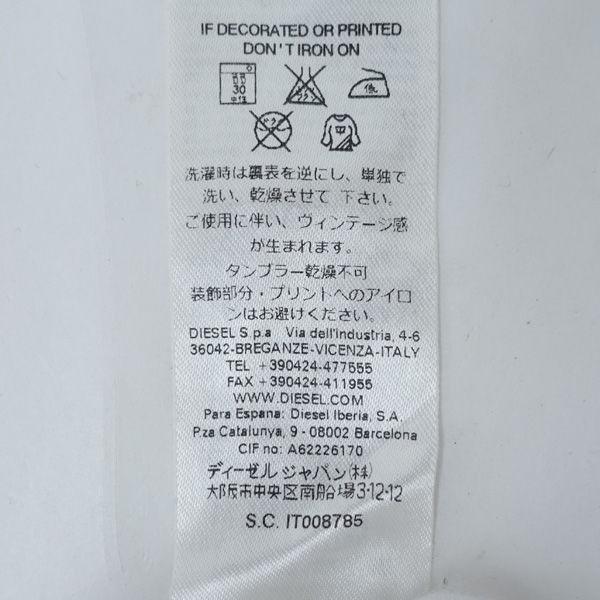 IF DECORATED OR PRINTED
DON'T IRON ON
30
中性
低
洗濯時は裏表を逆にし、単独で
洗い、乾燥させて 下さい。
ご使用に伴い、ヴィンテージ感
が生まれます。
タンブラー乾燥不可
装飾部分・プリントへのアイロ
ンはお避けください。
DIESEL S.p.a Via dell'industria, 4-6
36042-BREGANZE-VICENZA-ITALY
TEL +390424-477555
FAX +390424-411955
WWW.DIESEL.COM
Para Espana: Diesel Iberia, S.A.
P.za Catalunya, 9 - 08002 Barcelona
CIF no: A62226170
ディーゼル ジャパン(株)
大阪市中央区南船場3-12-12
S.C. IT008785